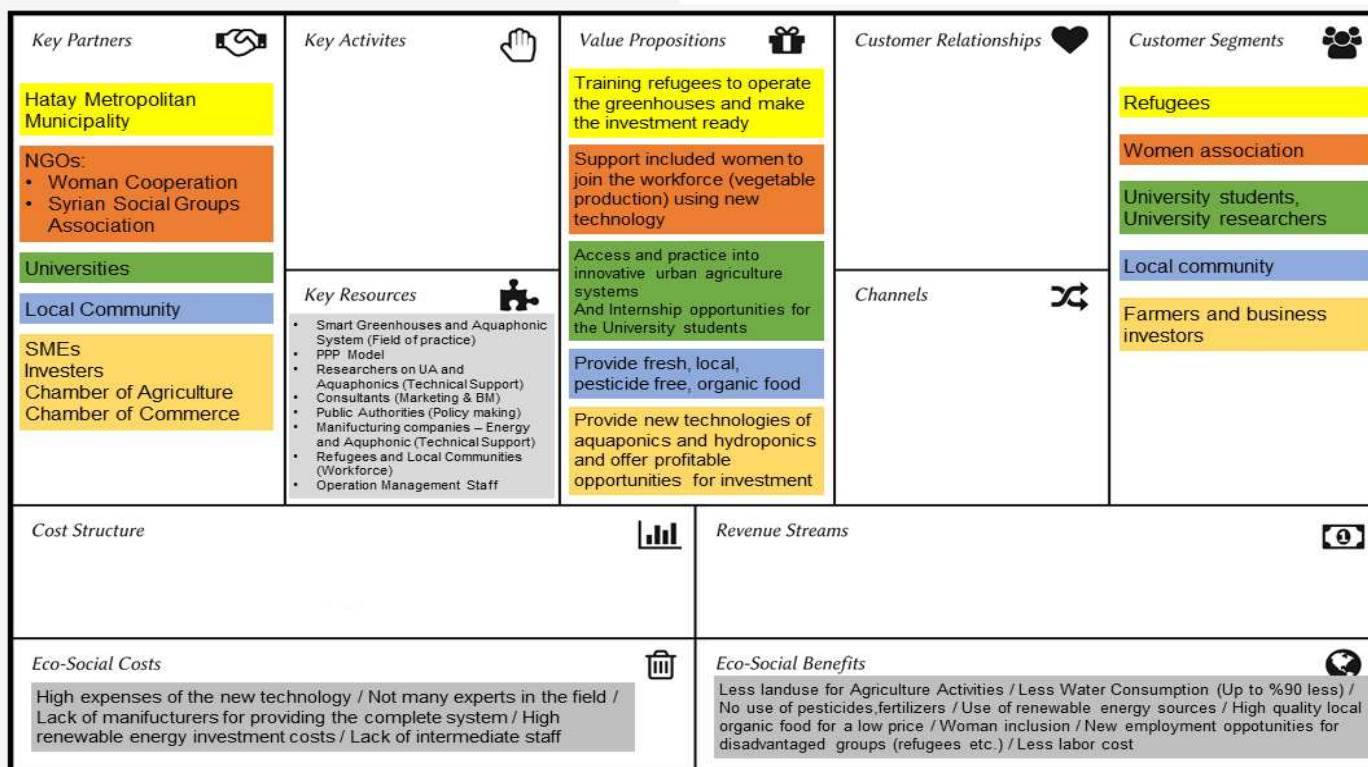 Key Partners
Hatay Metropolitan
Municipality
NGOs:
• Woman Cooperation
• Syrian Social Groups
Association
Universities
Local Community
SMEs
Investers
Chamber of Agriculture
Chamber of Commerce
Key Activites
Key Resources
• Smart Greenhouses and Aquaphonic
System (Field of practice)
• PPP Model
• Researchers on UA and
Aquaphonics (Technical Support)
• Consultants (Marketing & BM)
• Public Authorities (Policy making)
• Manifucturing companies – Energy
and Aquphonic (Technical Support)
• Refugees and Local Communities
(Workforce)
• Operation Management Staff
Value Propositions
Training refugees to operate
the greenhouses and make
the investment ready
Support included women to
join the workforce (vegetable
production) using new
technology
Access and practice into
innovative urban agriculture
systems
And Internship opportunities for
the University students
Provide fresh, local,
pesticide free, organic food
Provide new technologies of
aquaponics and hydroponics
and offer profitable
opportunities for investment
Customer Relationships
Channels
Customer Segments
Refugees
Women association
University students,
University researchers
Local community
Farmers and business
investors
Cost Structure
Revenue Streams
1
Eco-Social Costs
High expenses of the new technology / Not many experts in the field /
Lack of manifucturers for providing the complete system / High
renewable energy investment costs / Lack of intermediate staff
Eco-Social Benefits
Less landuse for Agriculture Activities / Less Water Consumption (Up to %90 less) /
No use of pesticides,fertilizers / Use of renewable energy sources / High quality local
organic food for a low price / Woman inclusion / New employment oppotunities for
disadvantaged groups (refugees etc.) / Less labor cost